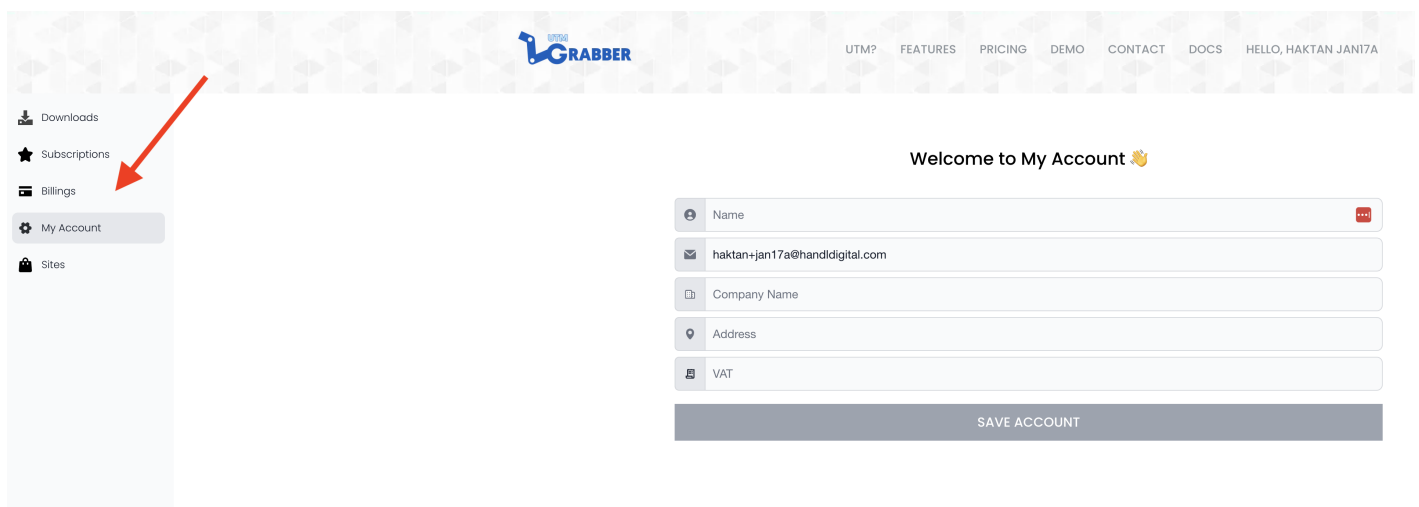 UTM
GRABBER
UTM? FEATURES PRICING DEMO CONTACT DOCS HELLO, HAKTAN JAN17A
Downloads
Subscriptions
Billings
My Account
Sites
Welcome to My Account 👋
Name
haktan+jan17a@handldigital.com
Company Name
Address
VAT
SAVE ACCOUNT